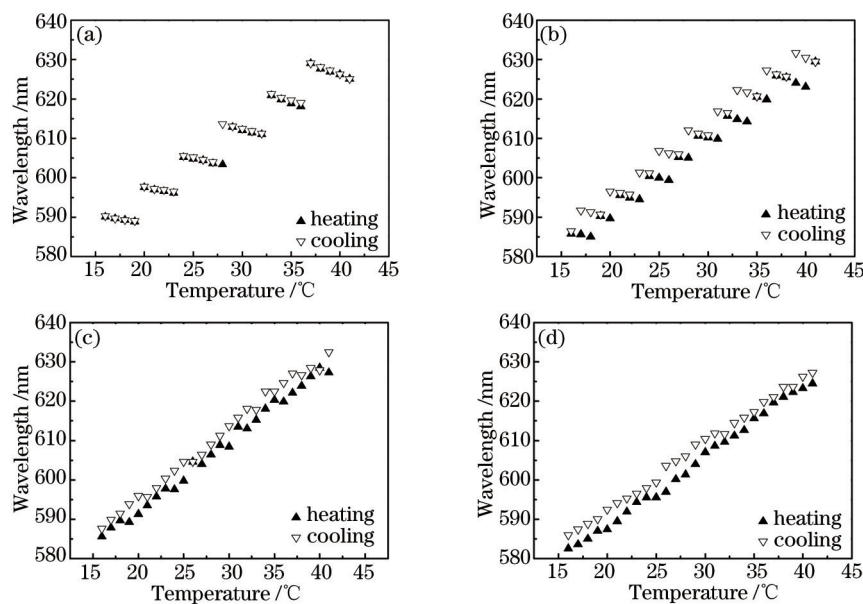 (a)
640
630
620
610
600
590
580
Wavelength /nm
15 20 25 30 35 40 45
Temperature /℃
▲ heating
▽ cooling
(b)
640
630
620
610
600
590
580
Wavelength /nm
15 20 25 30 35 40 45
Temperature /℃
▲ heating
▽ cooling
(c)
640
630
620
610
600
590
580
Wavelength /nm
15 20 25 30 35 40 45
Temperature /℃
▲ heating
▽ cooling
(d)
640
630
620
610
600
590
580
Wavelength /nm
15 20 25 30 35 40 45
Temperature /℃
▲ heating
▽ cooling